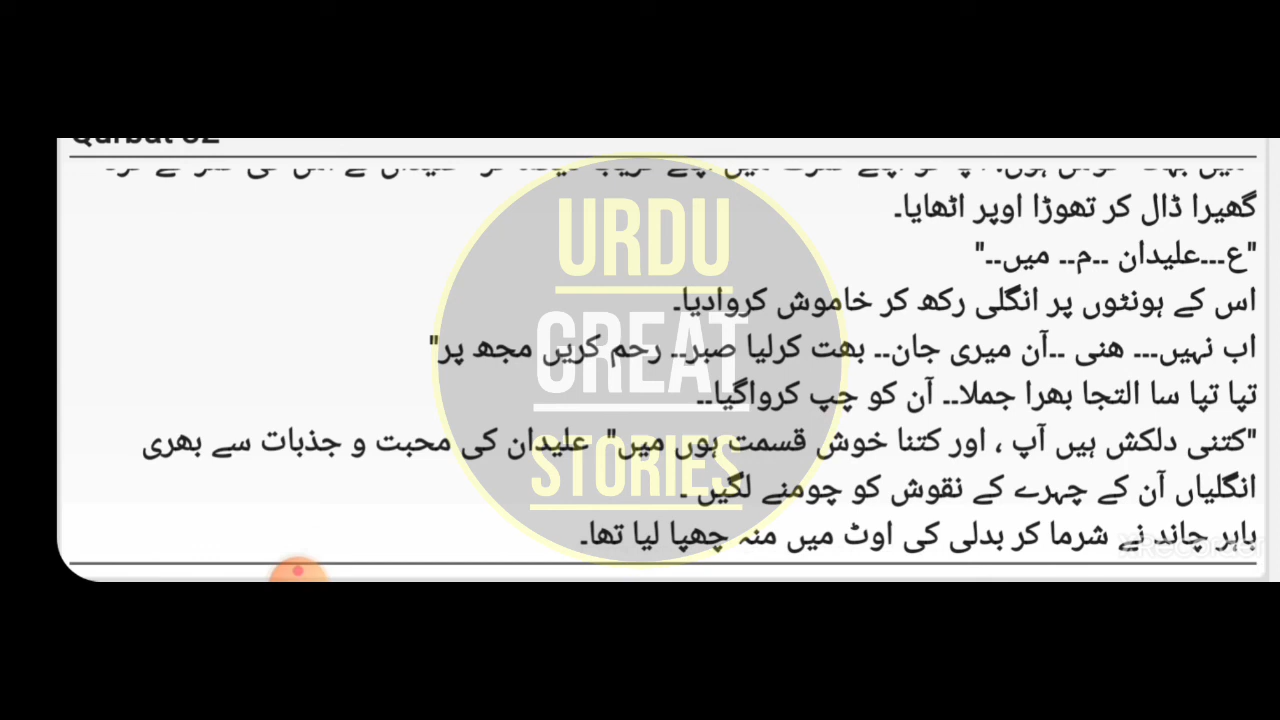 گھیرا ڈال کر تھوڑا اوپر اٹھایا۔
"ع۔۔۔علیدان ۔۔م۔۔ میں۔۔"
اس کے ہونٹوں پر انگلی رکھ کر خاموش کروادیا۔
اب نہیں۔۔۔ ھنی ۔۔آن میری جان۔۔ بھت کرلیا صبر۔۔ رحم کریں مجھ پر"
تپا تپا سا التجا بھرا جملا۔۔ آن کو چپ کرواگیا۔۔
"کتنی دلکش ہیں آپ ، اور کتنا خوش قسمت ہوں میں" علیدان کی محبت و جذبات سے بھری
انگلیاں آن کے چہرے کے نقوش کو چومنے لگیں ۔
باہر چاند نے شرما کر بدلی کی اوٹ میں منہ چھپا لیا تھا۔
URDU
GREAT
STORIES
XRecorder